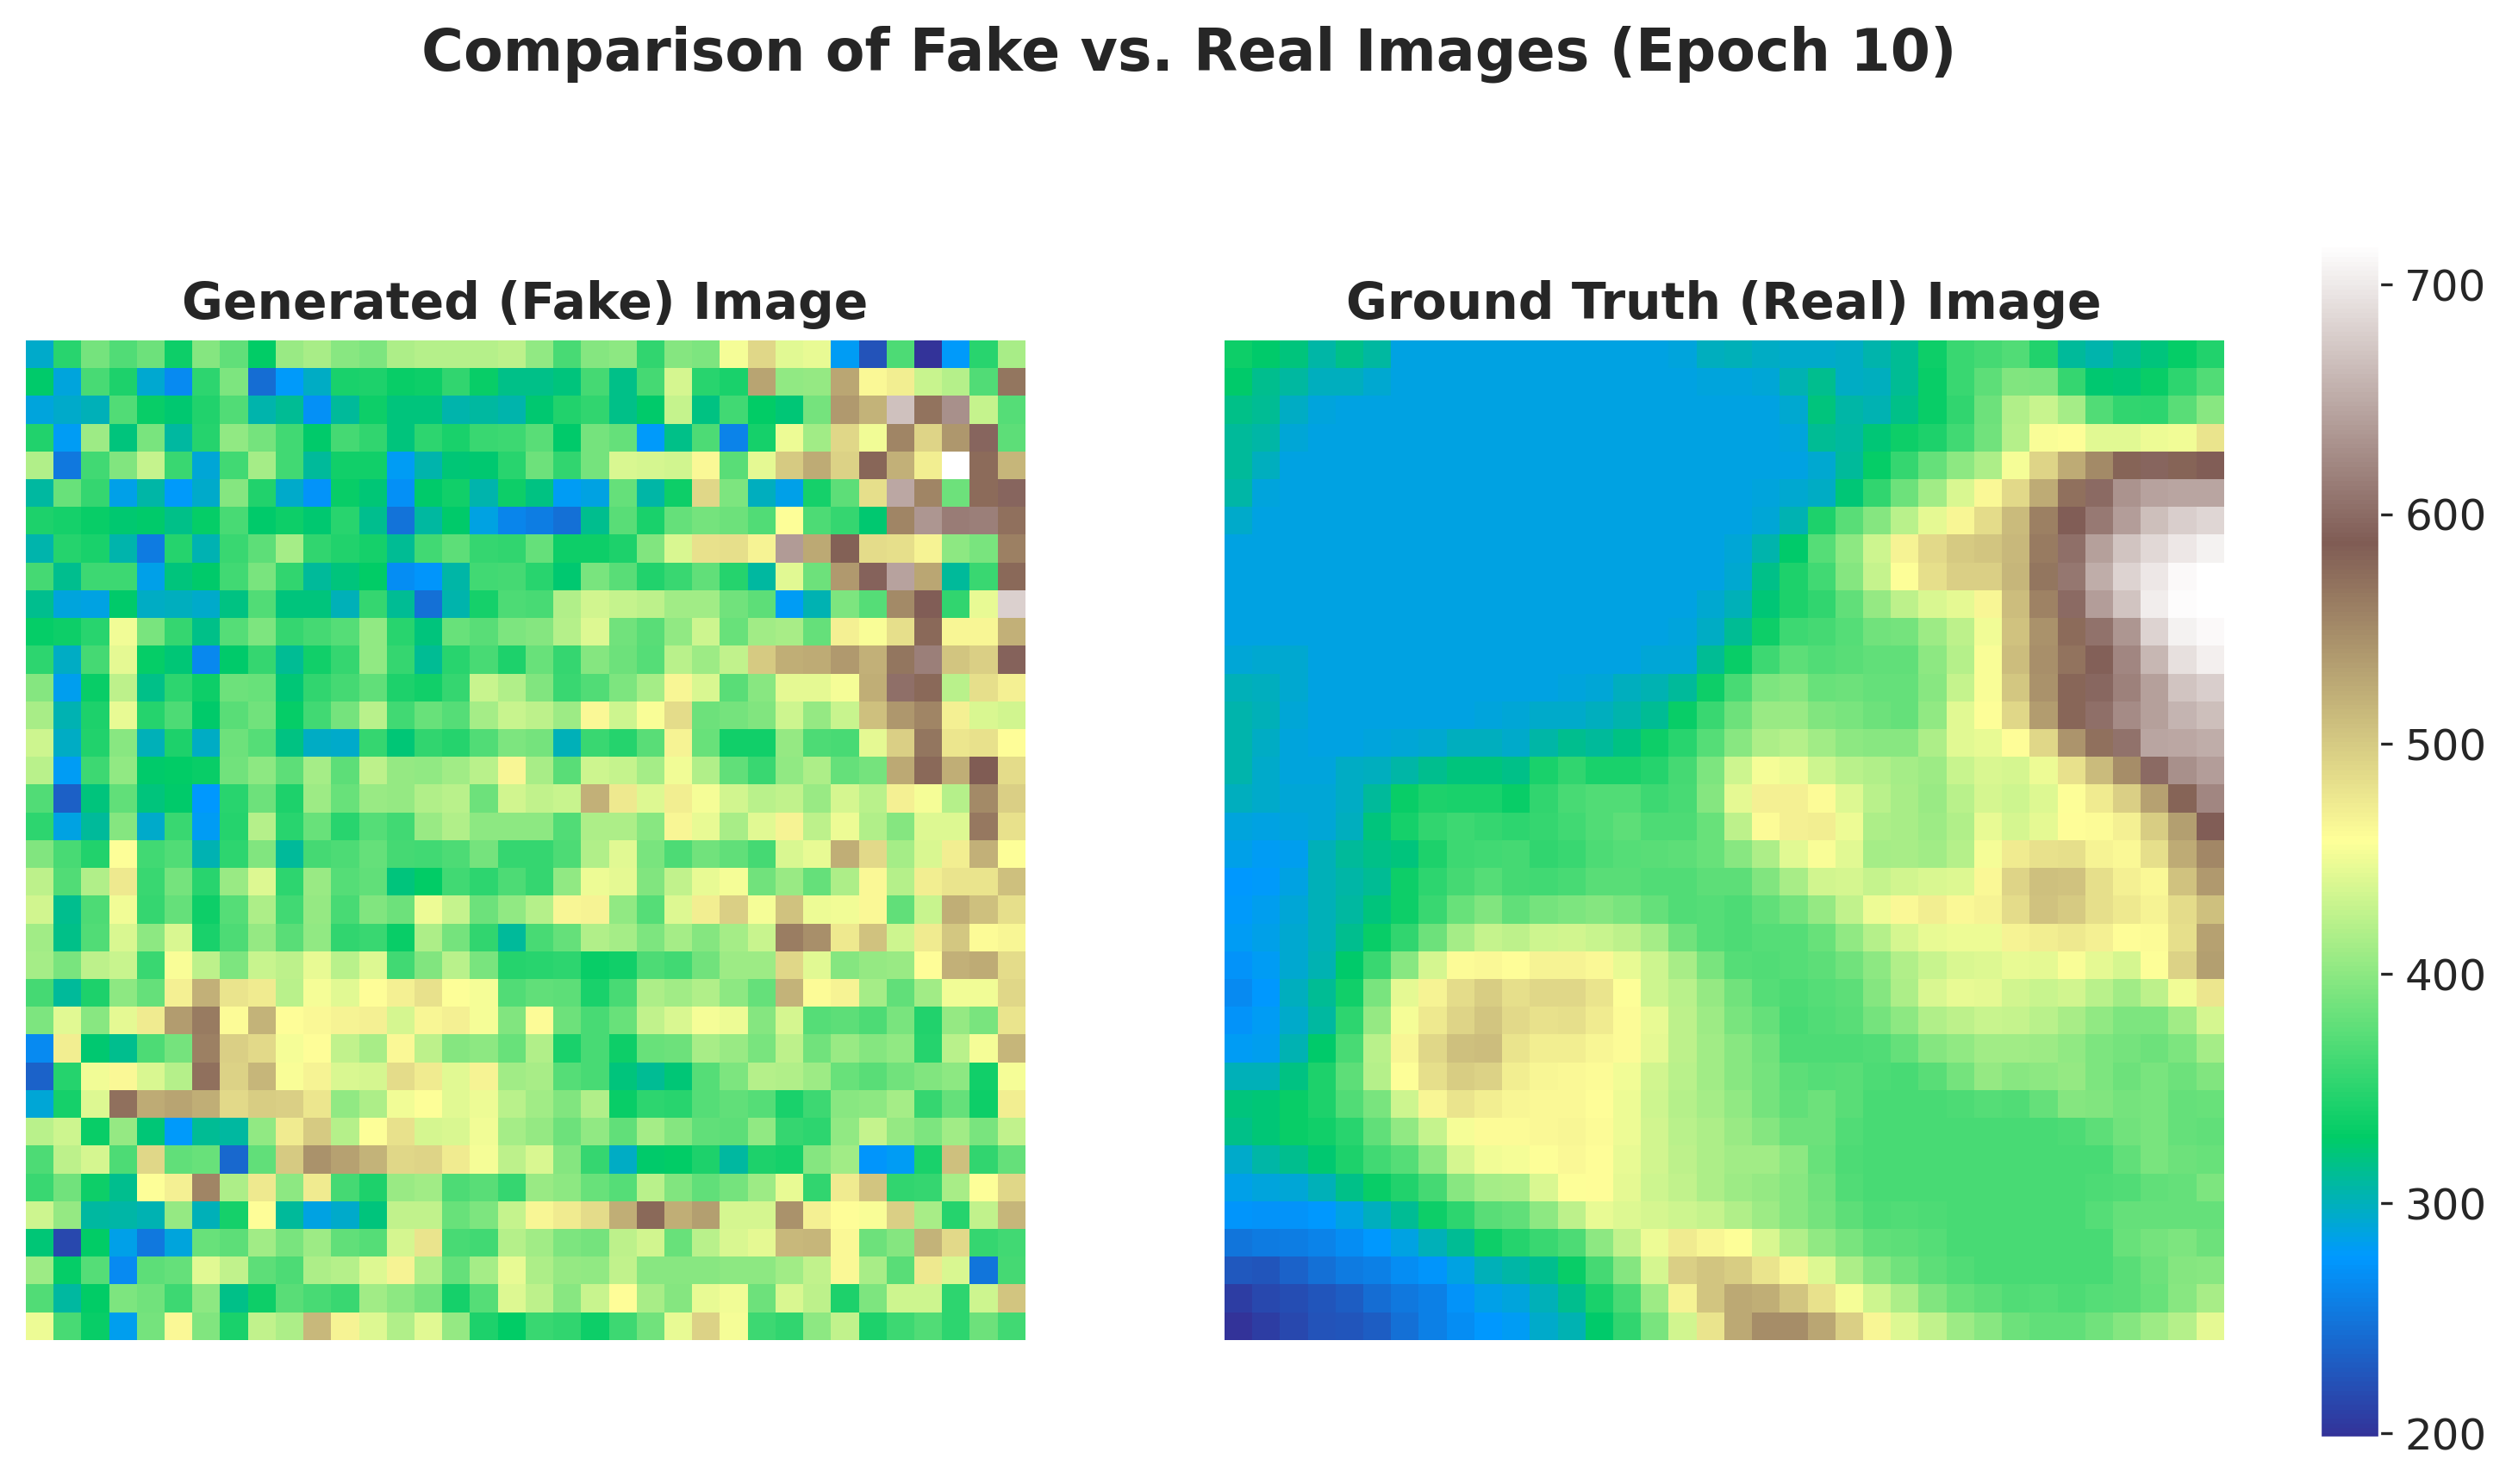 Comparison of Fake vs. Real Images (Epoch 10)
Generated (Fake) Image
Ground Truth (Real) Image
700
600
500
400
300
200